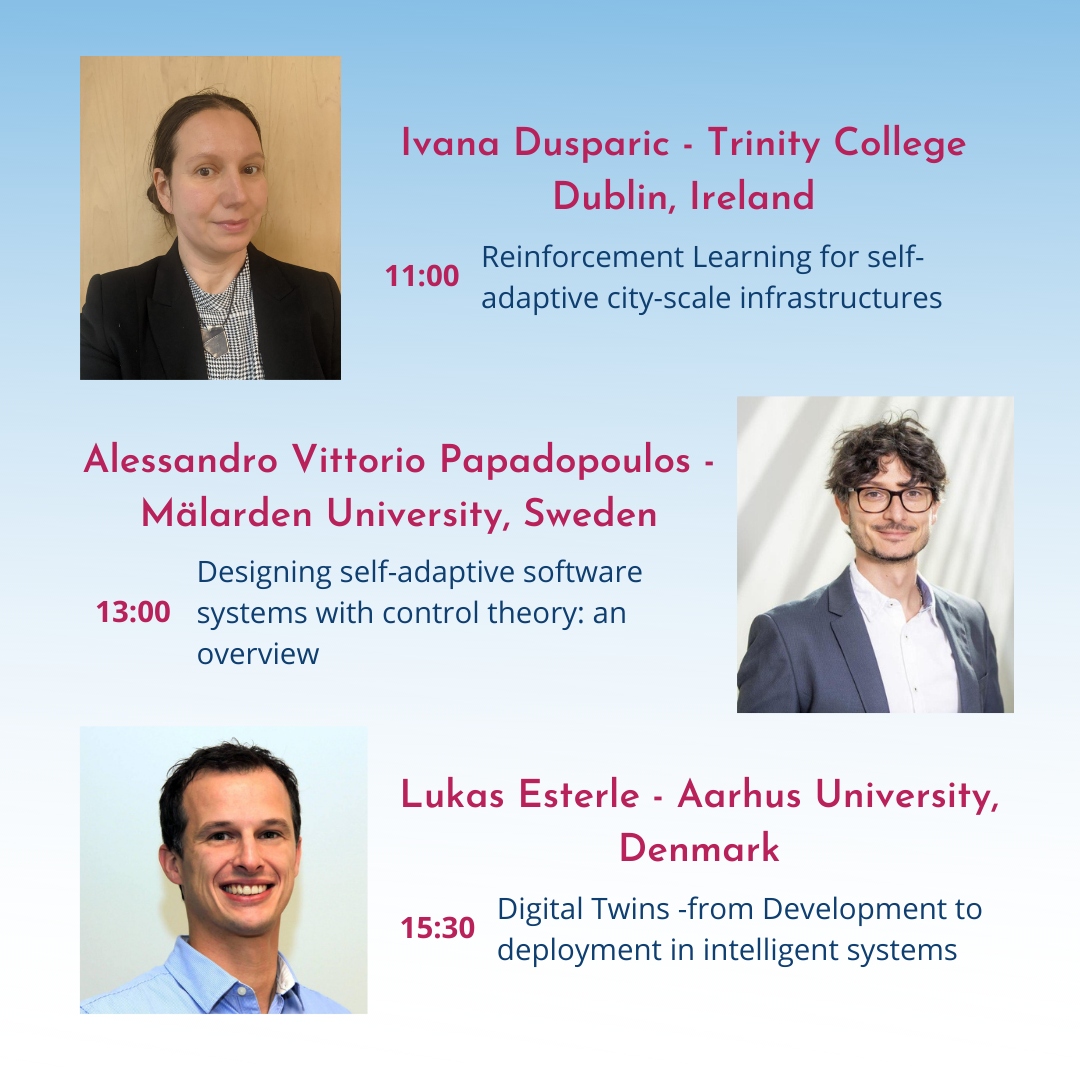 Ivana Dusparic - Trinity College
Dublin, Ireland
11:00
Reinforcement Learning for self-
adaptive city-scale infrastructures
Alessandro Vittorio Papadopoulos -
Mälarden University, Sweden
13:00
Designing self-adaptive software
systems with control theory: an
overview
Lukas Esterle - Aarhus University,
Denmark
15:30
Digital Twins -from Development to
deployment in intelligent systems